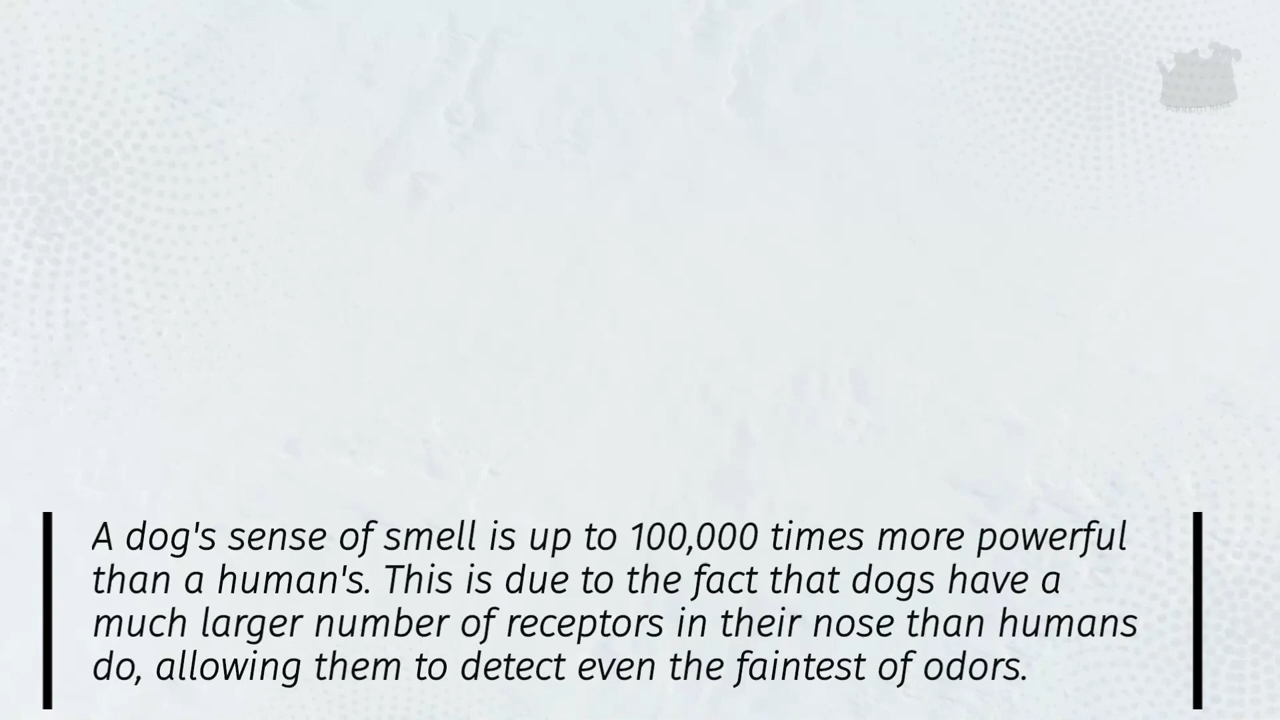 A dog's sense of smell is up to 100,000 times more powerful
than a human's. This is due to the fact that dogs have a
much larger number of receptors in their nose than humans
do, allowing them to detect even the faintest of odors.